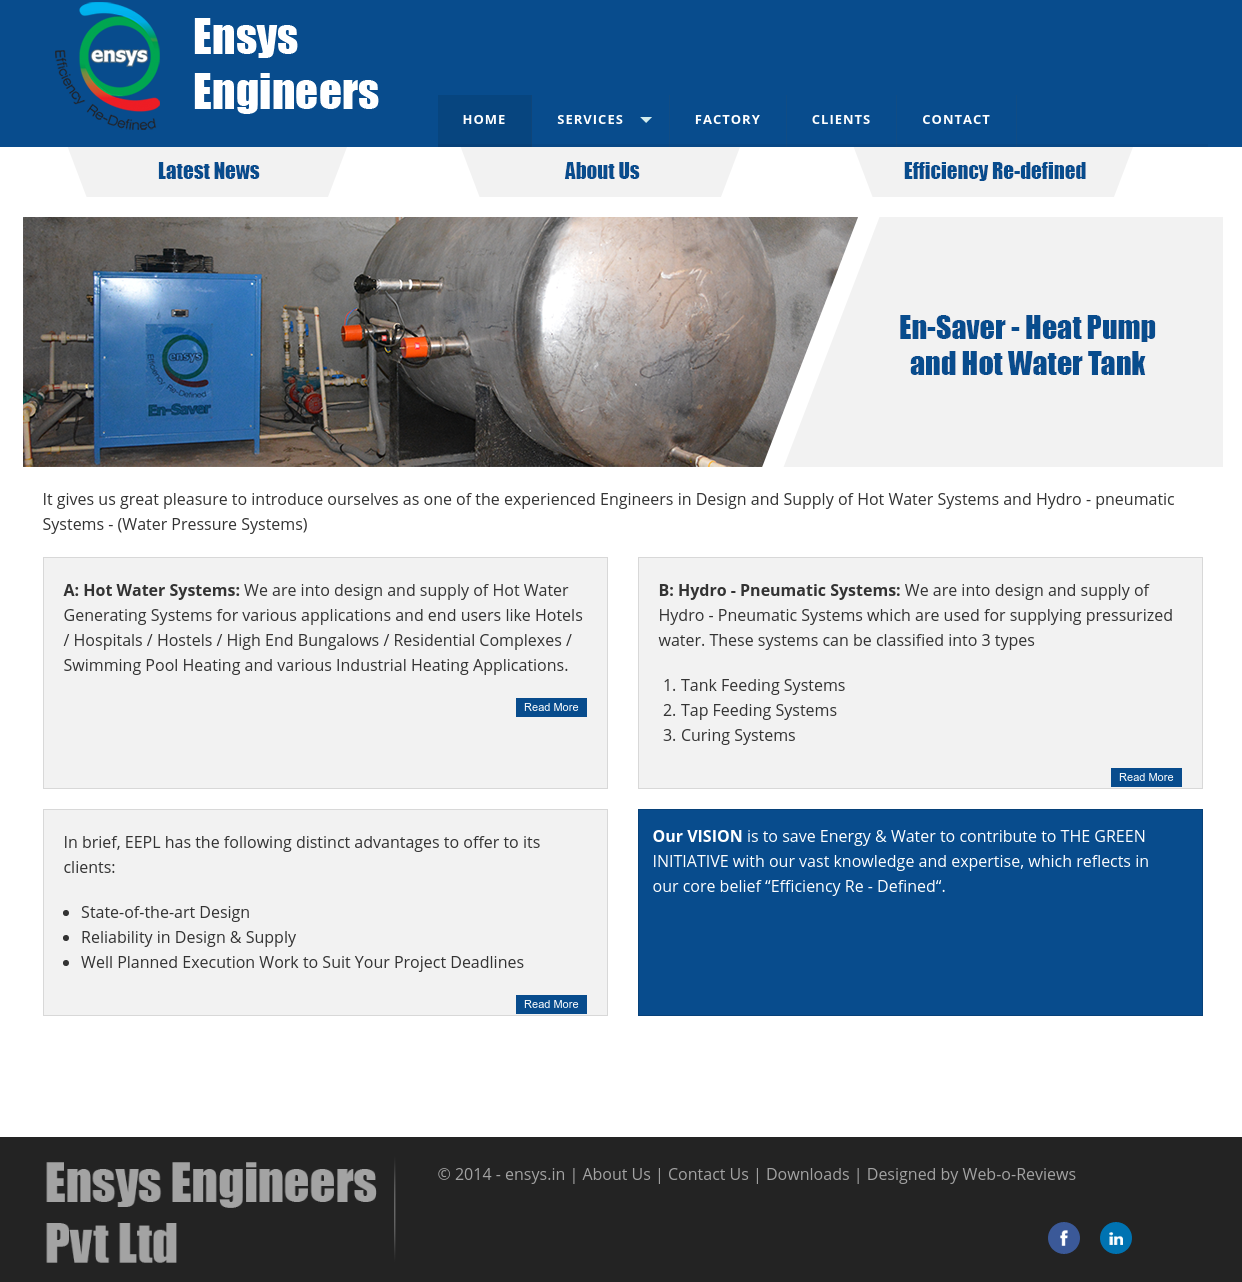 ensys
Efficiency Re-Defined
Ensys
Engineers
HOME
SERVICES
FACTORY
CLIENTS
CONTACT
Latest News
About Us
Efficiency Re-defined
ensys
Efficiency Re-Defined
En-Saver
En-Saver - Heat Pump
and Hot Water Tank
It gives us great pleasure to introduce ourselves as one of the experienced Engineers in Design and Supply of Hot Water Systems and Hydro - pneumatic
Systems - (Water Pressure Systems)
A: Hot Water Systems: We are into design and supply of Hot Water
Generating Systems for various applications and end users like Hotels
/ Hospitals / Hostels / High End Bungalows / Residential Complexes /
Swimming Pool Heating and various Industrial Heating Applications.
Read More
B: Hydro - Pneumatic Systems: We are into design and supply of
Hydro - Pneumatic Systems which are used for supplying pressurized
water. These systems can be classified into 3 types
1. Tank Feeding Systems
2. Tap Feeding Systems
3. Curing Systems
Read More
In brief, EEPL has the following distinct advantages to offer to its
clients:
• State-of-the-art Design
• Reliability in Design & Supply
• Well Planned Execution Work to Suit Your Project Deadlines
Read More
Our VISION is to save Energy & Water to contribute to THE GREEN
INITIATIVE with our vast knowledge and expertise, which reflects in
our core belief “Efficiency Re - Defined“.
Ensys Engineers
Pvt Ltd
© 2014 - ensys.in | About Us | Contact Us | Downloads | Designed by Web-o-Reviews
f
in